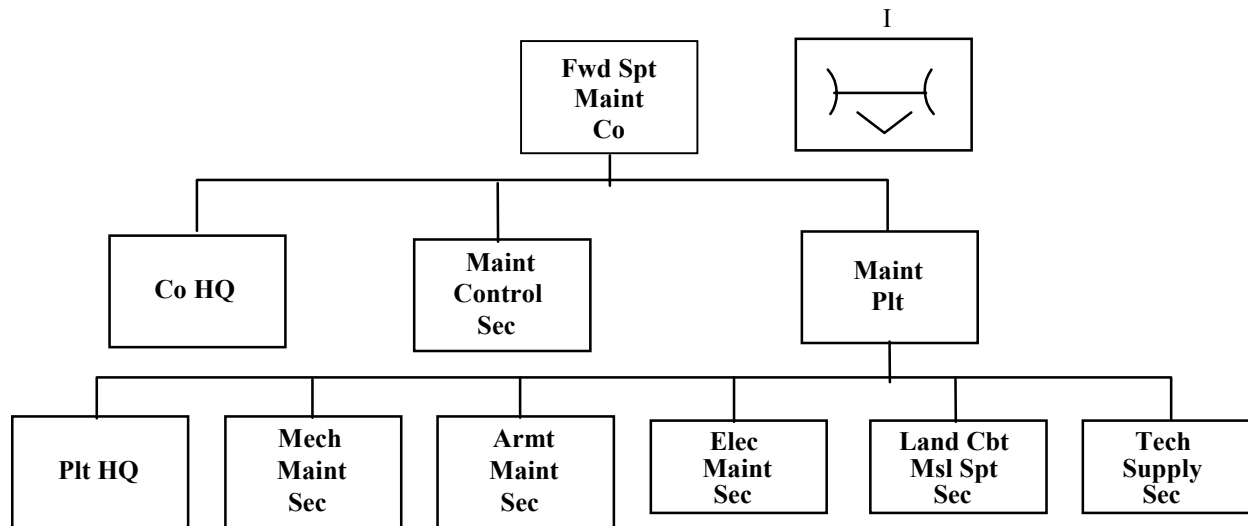 I
Fwd Spt
Maint
Co
Co HQ
Maint
Control
Sec
Maint
Plt
Plt HQ
Mech
Maint
Sec
Armt
Maint
Sec
Elec
Maint
Sec
Land Cbt
Msl Spt
Sec
Tech
Supply
Sec